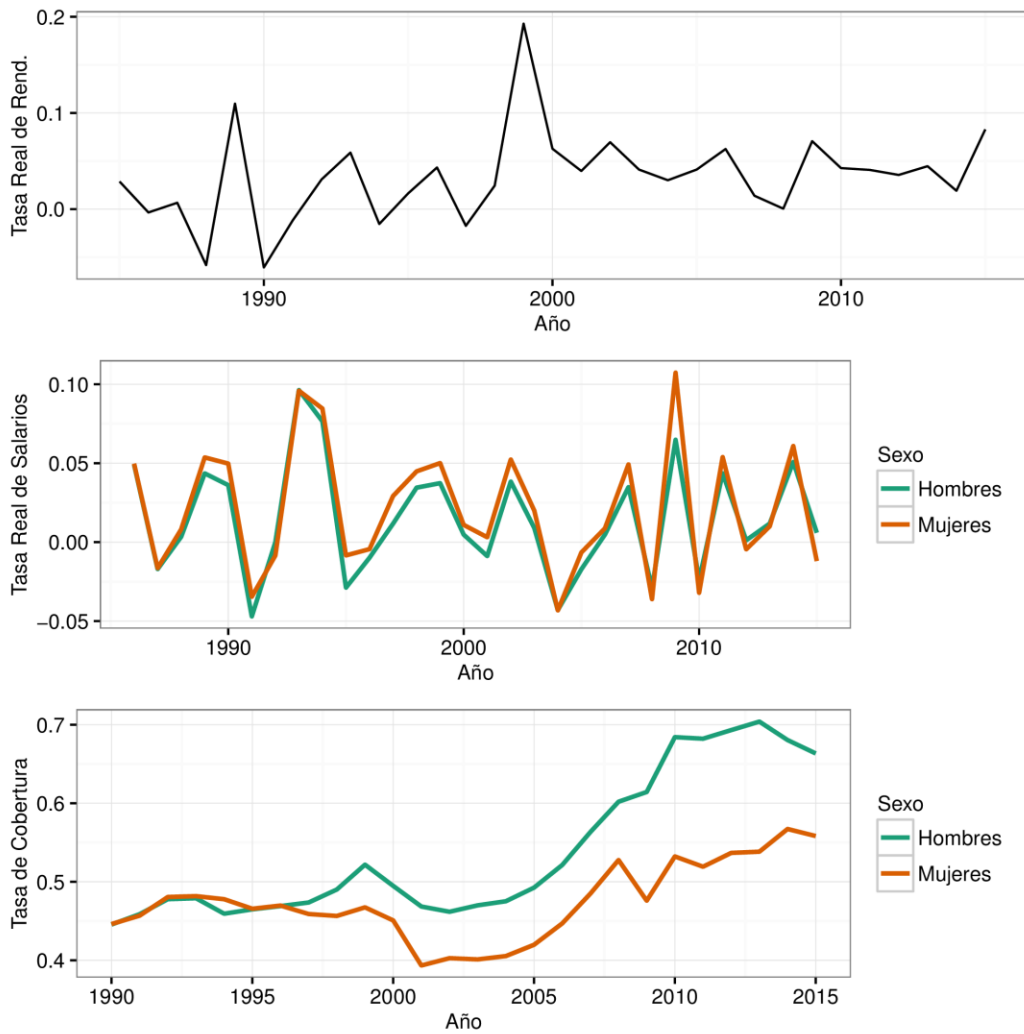 Tasa Real de Rend.
0.2
0.1
0.0
1990 2000 2010
Año
Tasa Real de Salarios
0.10
0.05
0.00
−0.05
1990 2000 2010
Año
Sexo
Hombres
Mujeres
Tasa de Cobertura
0.7
0.6
0.5
0.4
1990 1995 2000 2005 2010 2015
Año
Sexo
Hombres
Mujeres